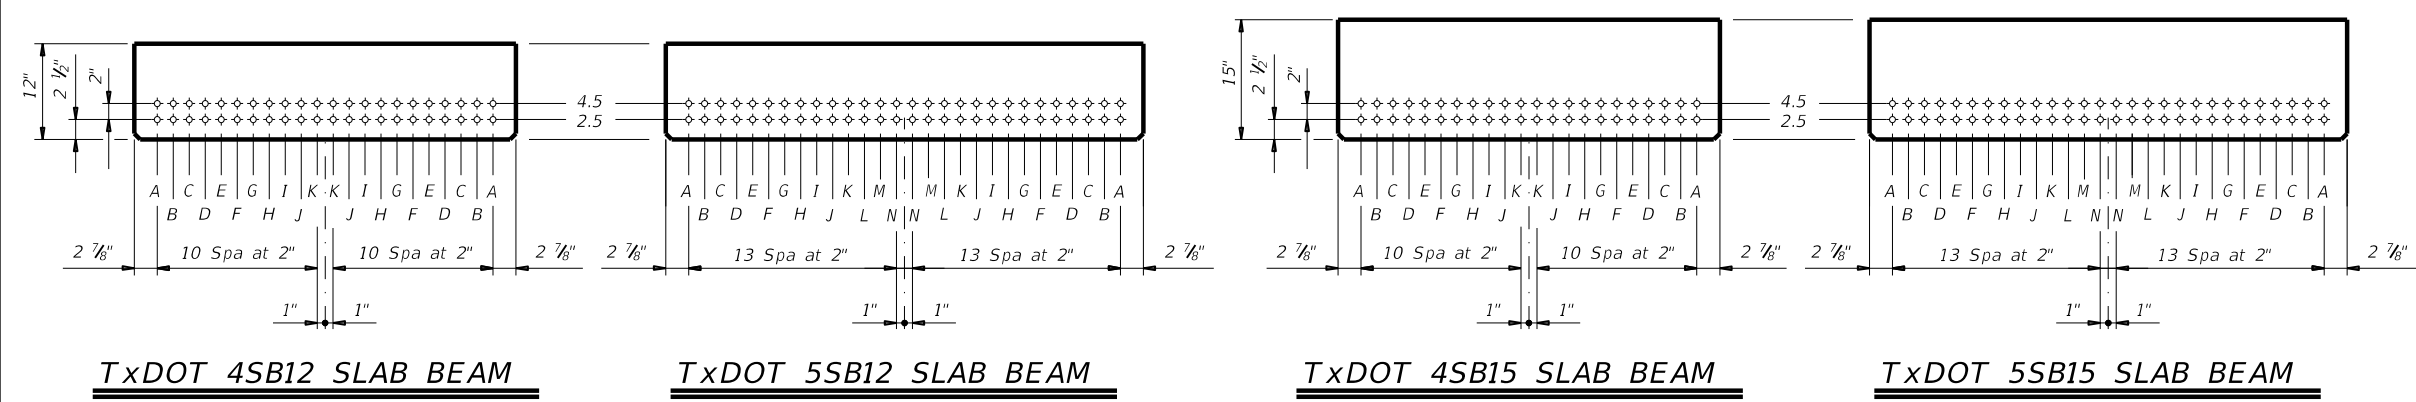 12" 2 ½" 2" 4.5 15" 2 ½" 2" 4.5
2.5 2.5
A C E G I K K I G E C A A C E G I K M M K I G E C A A C E G I K K I G E C A A C E G I K M M K I G E C A
B D F H J J H F D B B D F H J L N N L J H F D B B D F H J J H F D B B D F H J L N N L J H F D B
2 ⅞" 10 Spa at 2" 10 Spa at 2" 2 ⅞" 2 ⅞" 13 Spa at 2" 13 Spa at 2" 2 ⅞" 2 ⅞" 10 Spa at 2" 10 Spa at 2" 2 ⅞" 2 ⅞" 13 Spa at 2" 13 Spa at 2" 2 ⅞"
1" 1" 1" 1" 1" 1" 1" 1"
TxDOT 4SB12 SLAB BEAM TxDOT 5SB12 SLAB BEAM TxDOT 4SB15 SLAB BEAM TxDOT 5SB15 SLAB BEAM